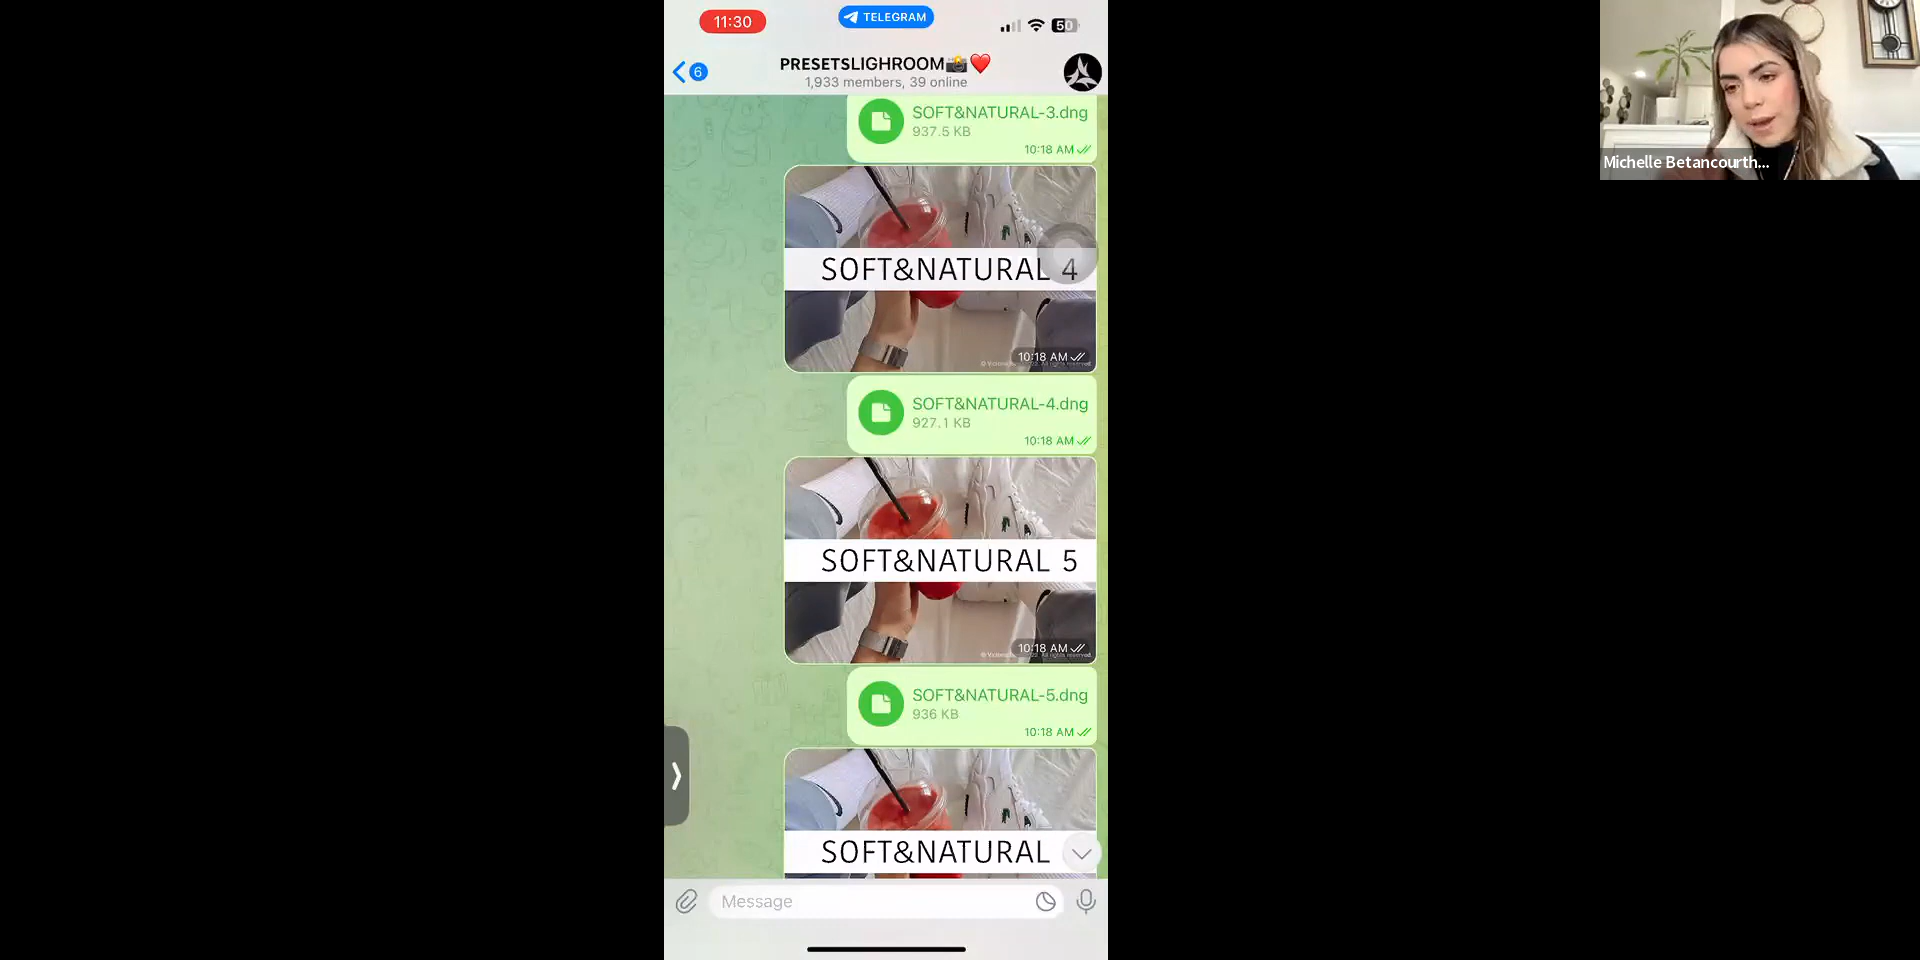 11:30
TELEGRAM
50
6
PRESETSLIGHROOM📸❤️
1,933 members, 39 online
SOFT&NATURAL-3.dng
937.5 KB
10:18 AM
SOFT&NATURAL 4
10:18 AM
SOFT&NATURAL-4.dng
927.1 KB
10:18 AM
SOFT&NATURAL 5
10:18 AM
SOFT&NATURAL-5.dng
936 KB
10:18 AM
SOFT&NATURAL
Message
Michelle Betancourth...